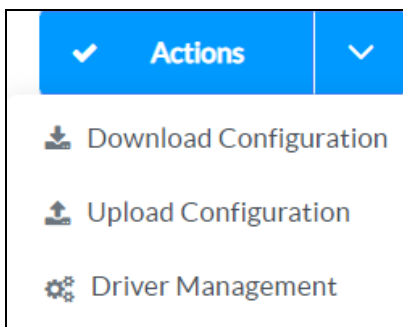 Actions
Download Configuration
Upload Configuration
Driver Management